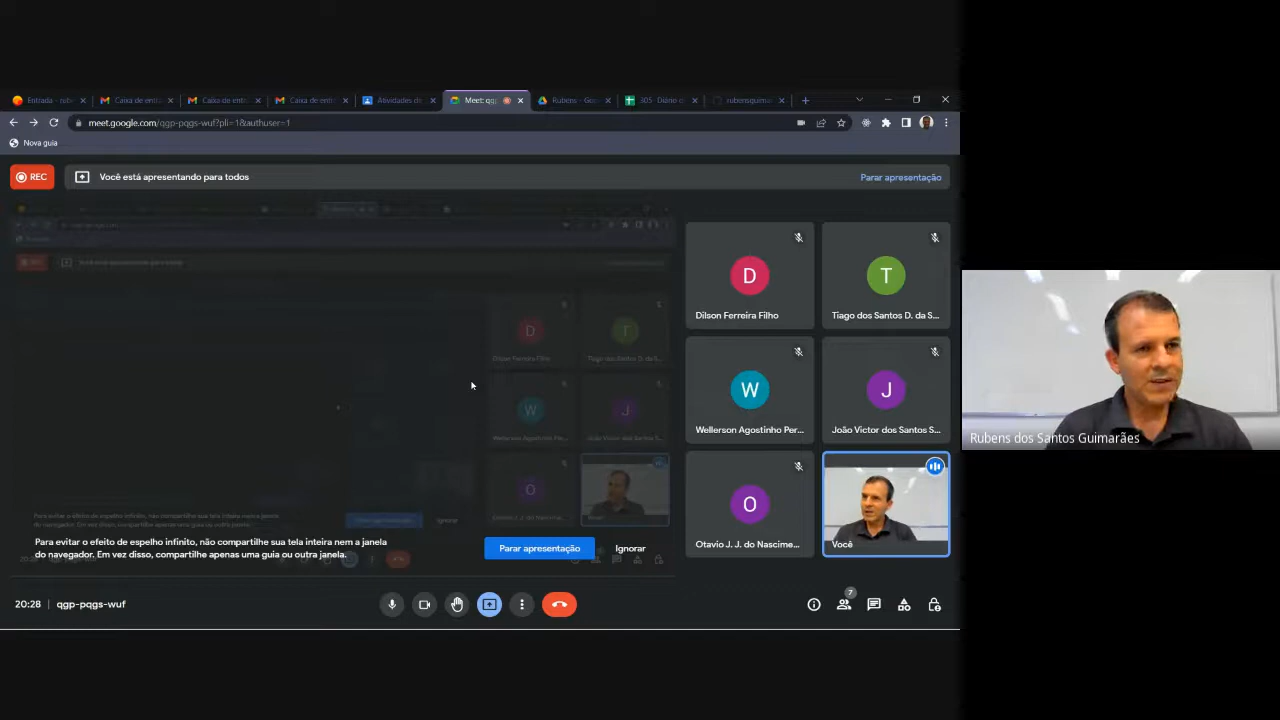 Entrada - rube
Caixa de entra
Caixa de entra
Caixa de entra
Atividades de
Meet: qgp
Rubens - Goo
305- Diário d
rubensguima
meet.google.com/qgp-pqgs-wuf?pli=1&authuser=1
Nova guia
REC
Você está apresentando para todos
Parar apresentação
D
Dilson Ferreira Filho
T
Tiago dos Santos D. da S...
W
Wellerson Agostinho Per...
J
João Victor dos Santos S...
O
Otavio J. J. do Nascime...
Você
Para evitar o efeito de espelho infinito, não compartilhe sua tela inteira nem a janela
do navegador. Em vez disso, compartilhe apenas uma guia ou outra janela.
Parar apresentação
Ignorar
20:28
qgp-pqgs-wuf
7
Rubens dos Santos Guimarães